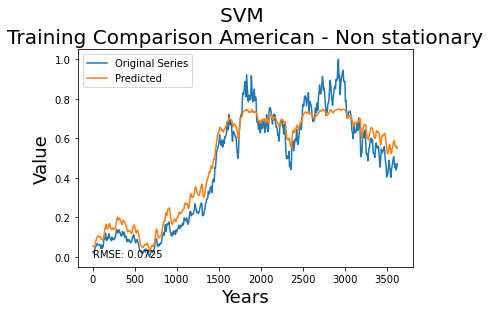 SVM
Training Comparison American - Non stationary
Original Series
Predicted
1.0
0.8
0.6
0.4
0.2
0.0
Value
RMSE: 0.0725
0
500
1000
1500
2000
2500
3000
3500
Years